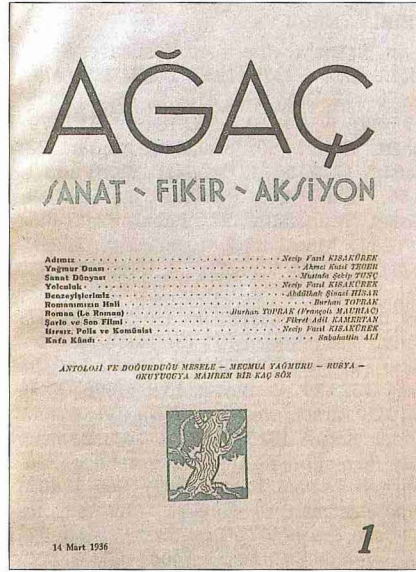 AĞAÇ
SANAT ~ FİKİR ~ AKSİYON
Adımız Necip Fazıl KISAKÜREK
Yağmur Duası Ahmet Kutsi TECER
Sanat Dünyası Mustafa Şekip TUNÇ
Yolculuk Necip Fazıl KISAKÜREK
Benzeyişlerimiz Abdülhak Şinasi HİSAR
Romanımızın Hali Burhan TOPRAK
Roman (Le Roman) Burhan TOPRAK (François MAURİAC)
Şarlo ve Son Filmi Fikret Adil KAMERTAN
Hırsız, Polis ve Komünist Necip Fazıl KISAKÜREK
Kafa Kâadı Sabahattin ALİ
ANTOLOJİ VE DOĞURDUĞU MESELE — MECMUA YAĞMURU — RUSYA —
OKUYUCUYA MAHREM BİR KAÇ SÖZ
14 Mart 1936
1